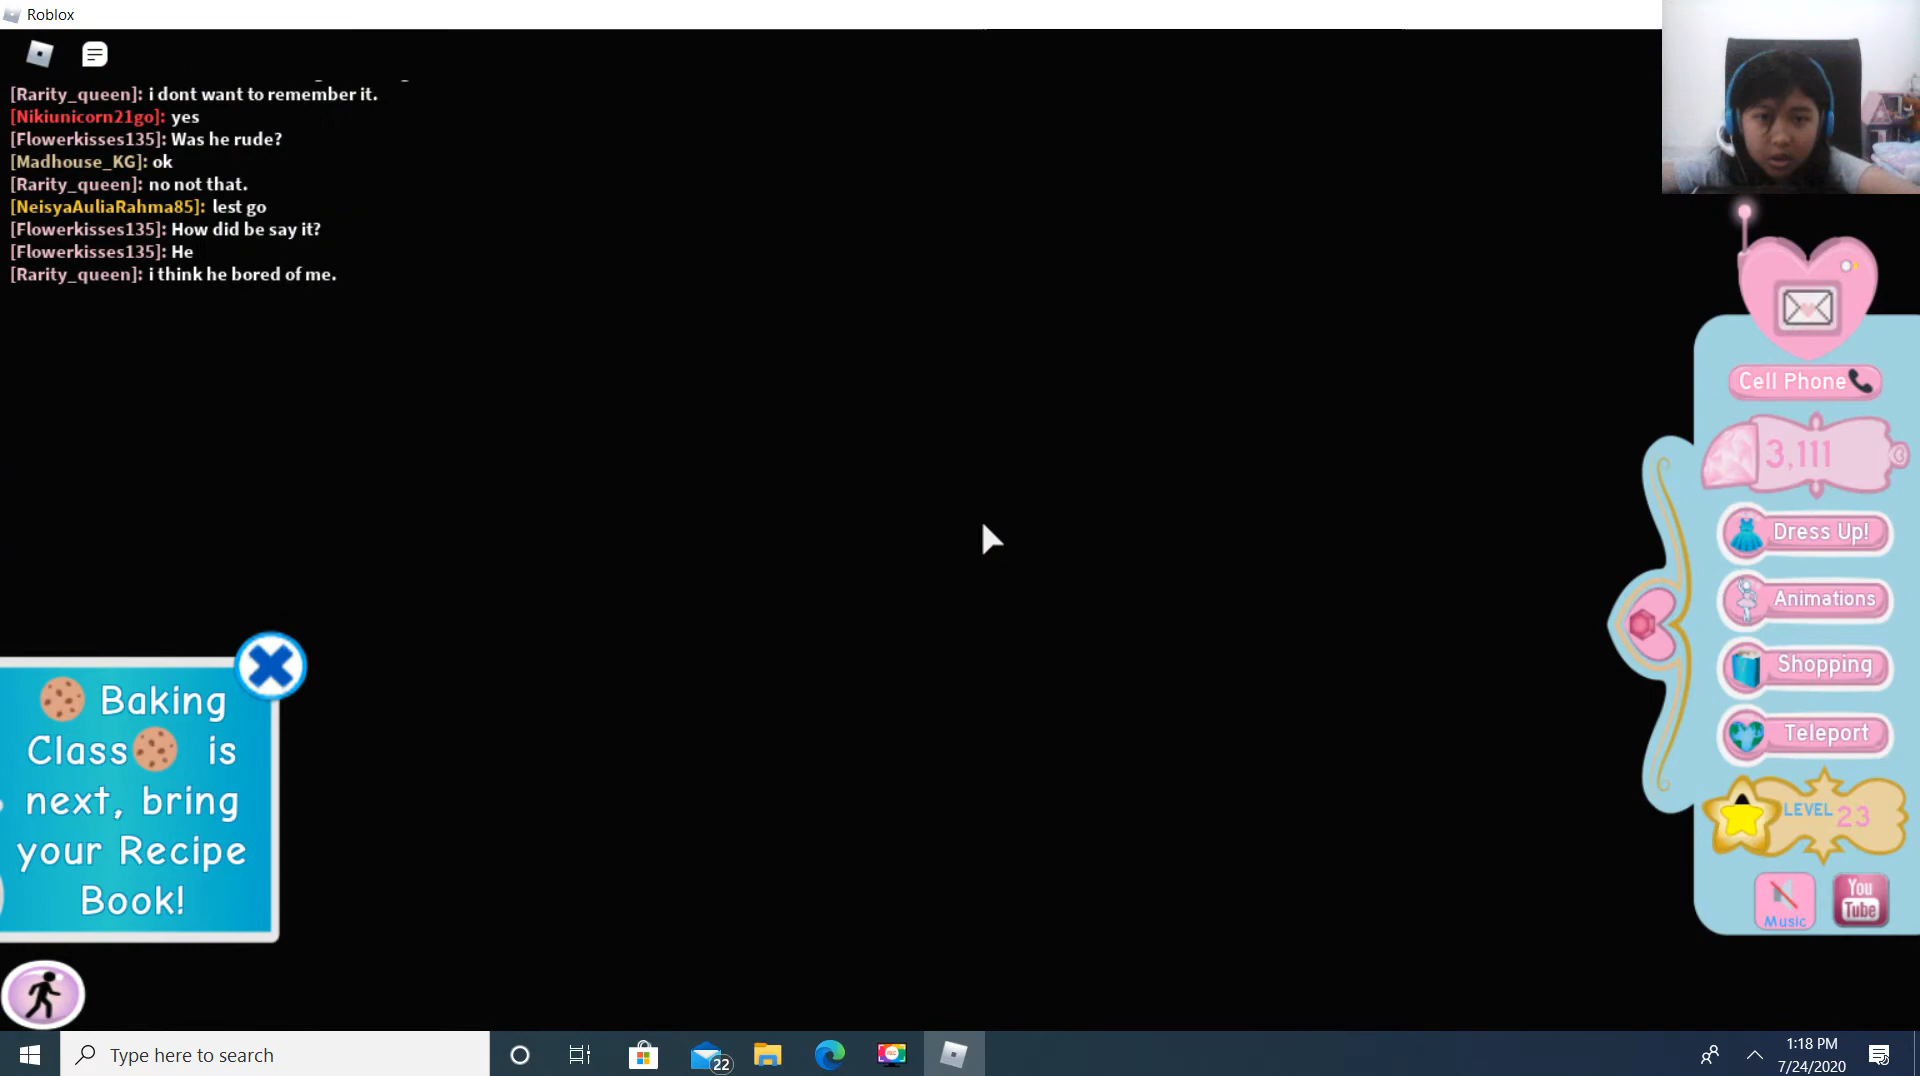 Roblox
[Rarity_queen]: i dont want to remember it.
[Nikiunicorn21go]: yes
[Flowerkisses135]: Was he rude?
[Madhouse_KG]: ok
[Rarity_queen]: no not that.
[NeisyaAuliaRahma85]: lest go
[Flowerkisses135]: How did be say it?
[Flowerkisses135]: He
[Rarity_queen]: i think he bored of me.
Cell Phone
3,111
Dress Up!
Animations
Shopping
Teleport
LEVEL 23
Music
You
Tube
Baking
Class is
next, bring
your Recipe
Book!
Type here to search
22
1:18 PM
7/24/2020